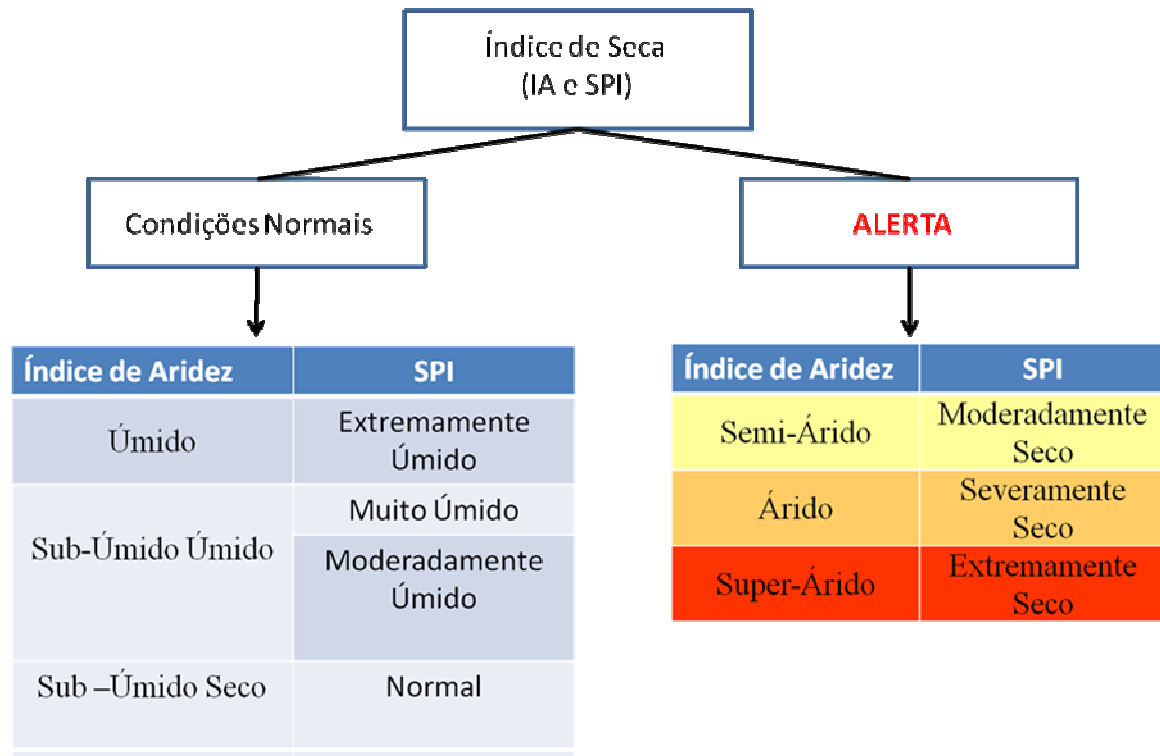 Índice de Seca
(IA e SPI)
Condições Normais
ALERTA
Índice de Aridez SPI
Úmido Extremamente
Úmido
Sub-Úmido Úmido Muito Úmido
Moderadamente
Úmido
Sub –Úmido Seco Normal
Índice de Aridez SPI
Semi-Árido Moderadamente
Seco
Árido Severamente
Seco
Super-Árido Extremamente
Seco